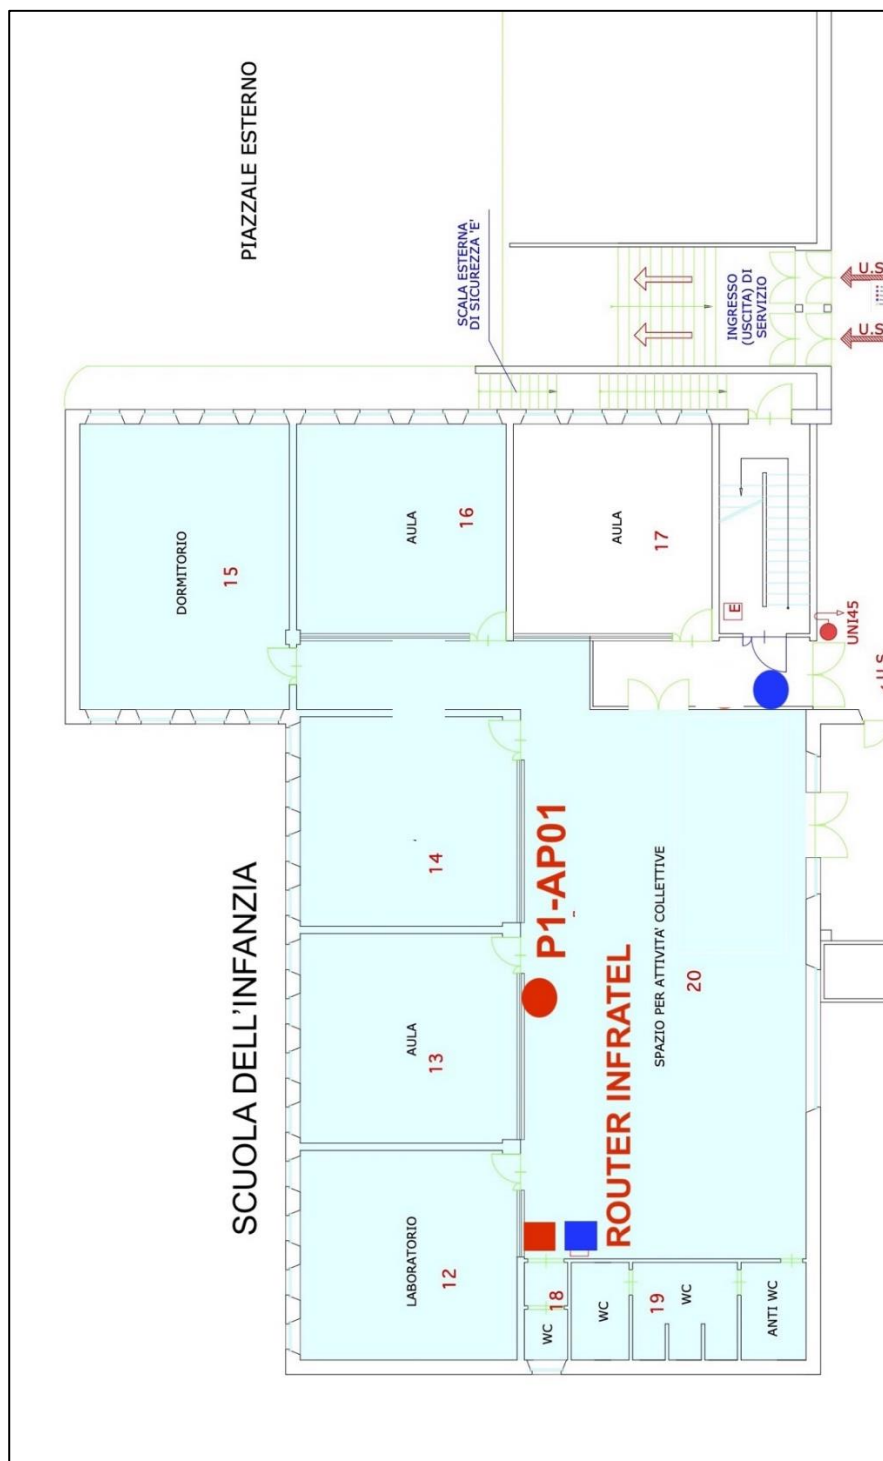 PIAZZALE ESTERNO
SCALA ESTERNA
DI SICUREZZA 'E'
INGRESSO
(USCITA) DI
SERVIZIO
U.S
U.S
DORMITORIO
15
AULA
16
AULA
17
E
UNI45
SCUOLA DELL'INFANZIA
14
P1-AP01
AULA
13
ROUTER INFRATEL
SPAZIO PER ATTIVITA' COLLETTIVE
20
LABORATORIO
12
18
WC
WC
19
WC
ANTI WC